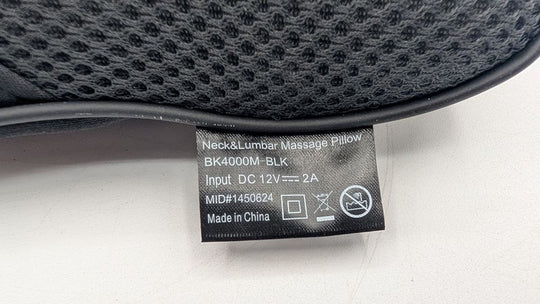 Neck&Lumbar Massage Pillow
BK4000M-BLK
Input DC 12V⎓2A
MID#1450624
Made in China